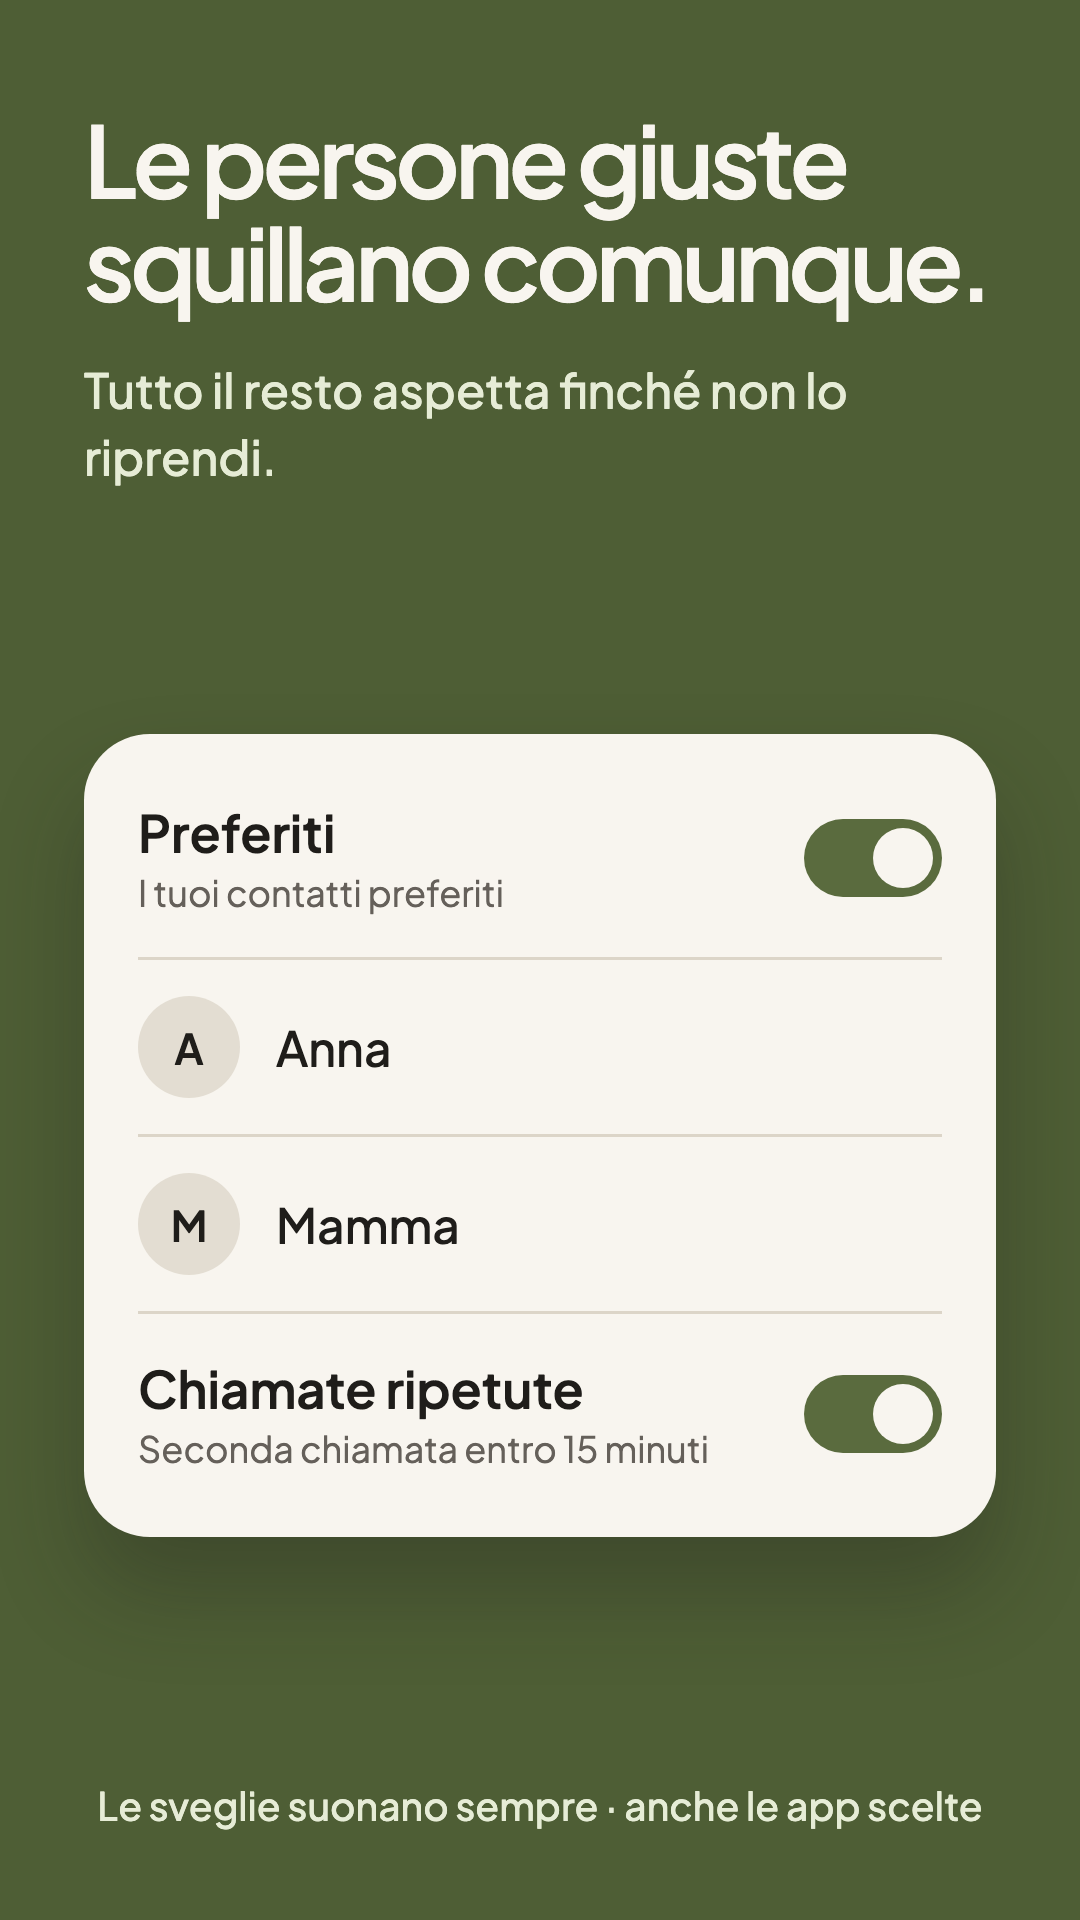 Le persone giuste
squillano comunque.
Tutto il resto aspetta finché non lo
riprendi.
Preferiti
I tuoi contatti preferiti
A
Anna
M
Mamma
Chiamate ripetute
Seconda chiamata entro 15 minuti
Le sveglie suonano sempre · anche le app scelte